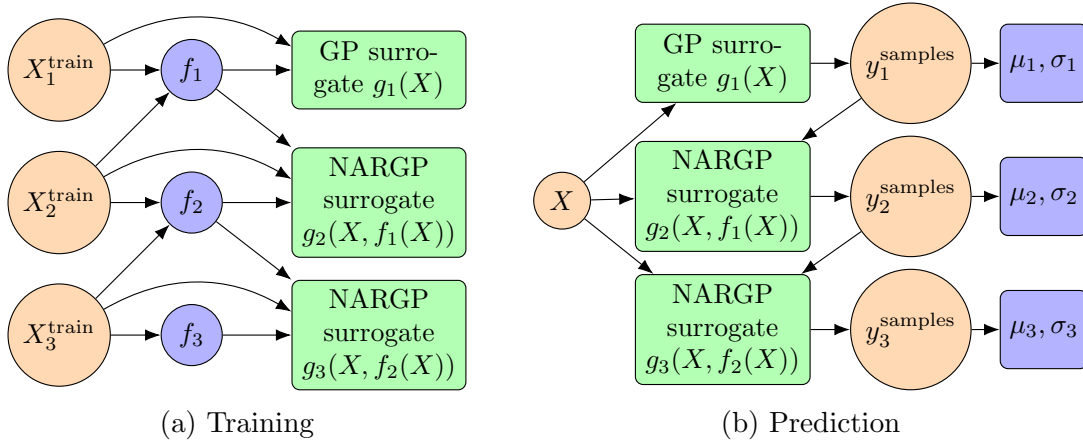 X_1^train
f_1
GP surro-
gate g_1(X)
X_2^train
f_2
NARGP
surrogate
g_2(X, f_1(X))
X_3^train
f_3
NARGP
surrogate
g_3(X, f_2(X))
(a) Training
X
GP surro-
gate g_1(X)
y_1^samples
μ_1, σ_1
NARGP
surrogate
g_2(X, f_1(X))
y_2^samples
μ_2, σ_2
NARGP
surrogate
g_3(X, f_2(X))
y_3^samples
μ_3, σ_3
(b) Prediction